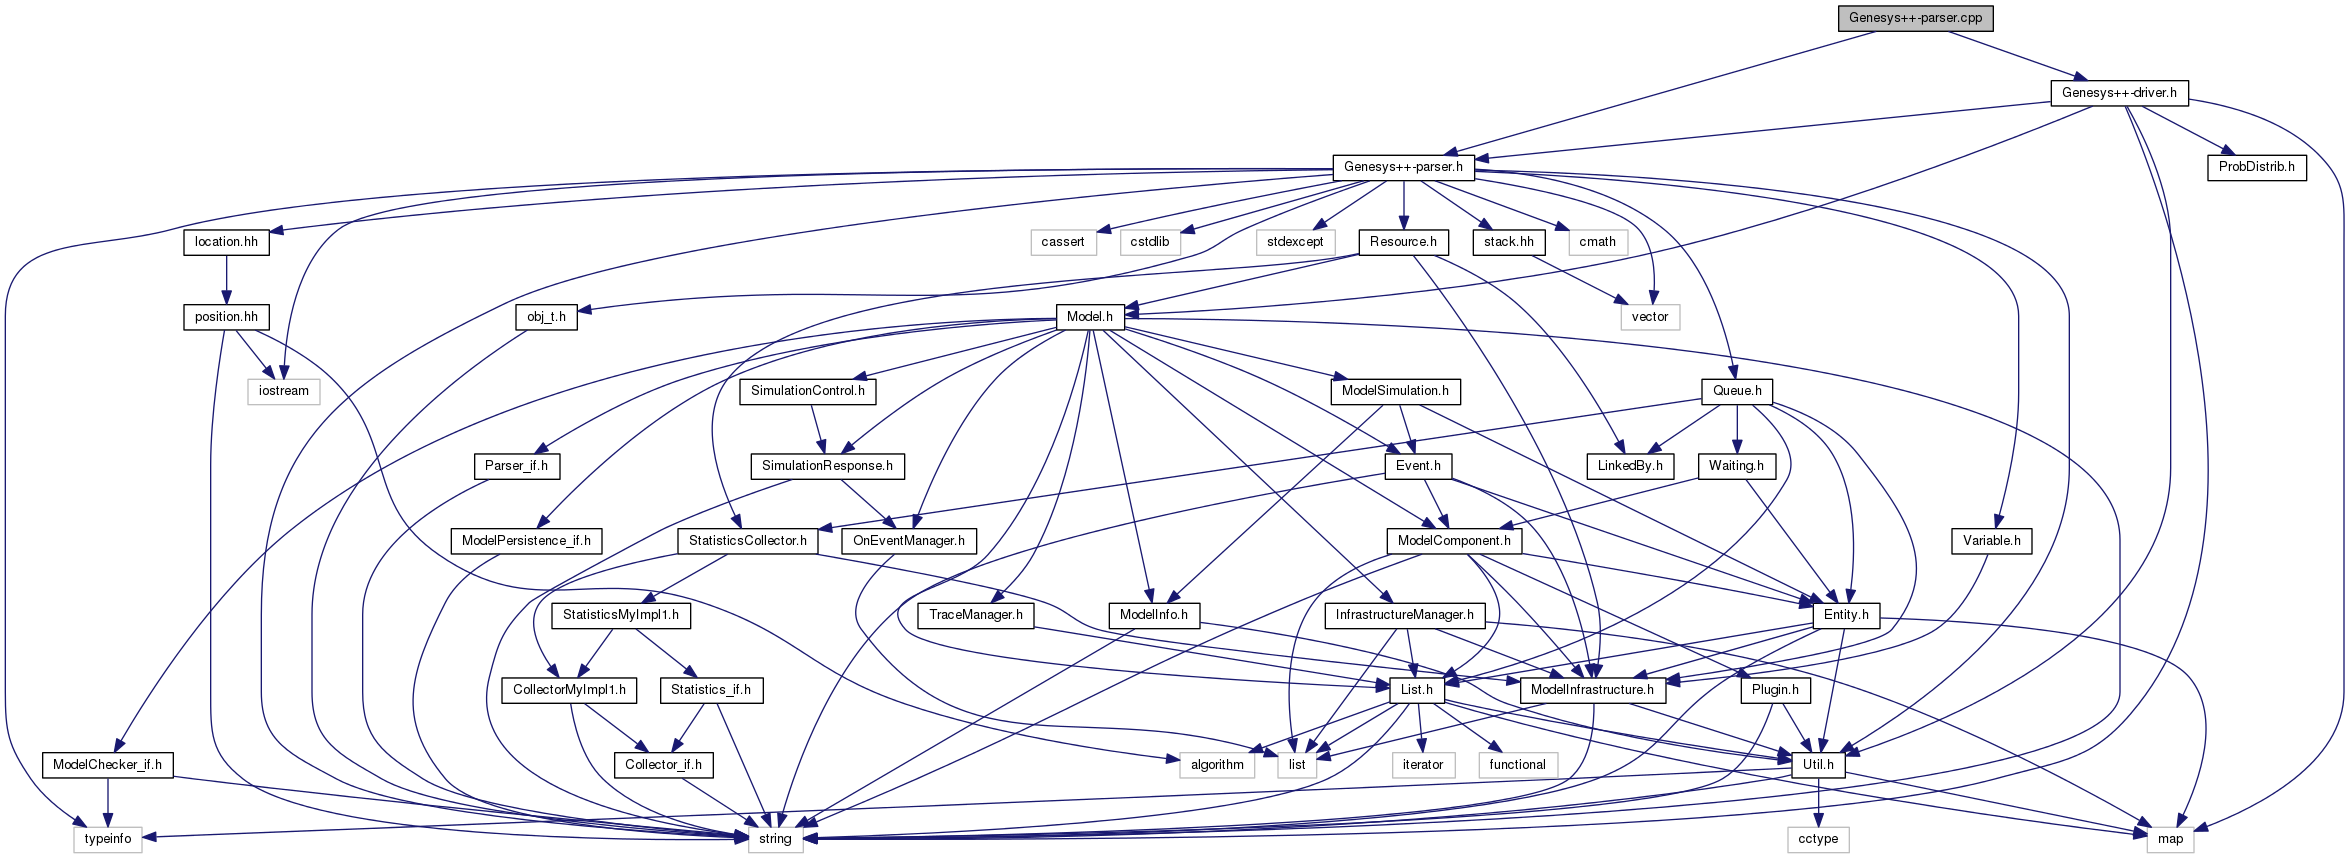 Genesys++-parser.cpp
Genesys++-driver.h
Genesys++-parser.h
ProbDistrib.h
location.hh
cassert
cstdlib
stdexcept
Resource.h
stack.hh
cmath
position.hh
obj_t.h
Model.h
vector
iostream
SimulationControl.h
ModelSimulation.h
Queue.h
Parser_if.h
SimulationResponse.h
Event.h
LinkedBy.h
Waiting.h
ModelPersistence_if.h
StatisticsCollector.h
OnEventManager.h
ModelComponent.h
Variable.h
StatisticsMyImpl1.h
TraceManager.h
ModelInfo.h
InfrastructureManager.h
Entity.h
CollectorMyImpl1.h
Statistics_if.h
List.h
ModelInfrastructure.h
Plugin.h
ModelChecker_if.h
Collector_if.h
algorithm
list
iterator
functional
Util.h
typeinfo
string
cctype
map